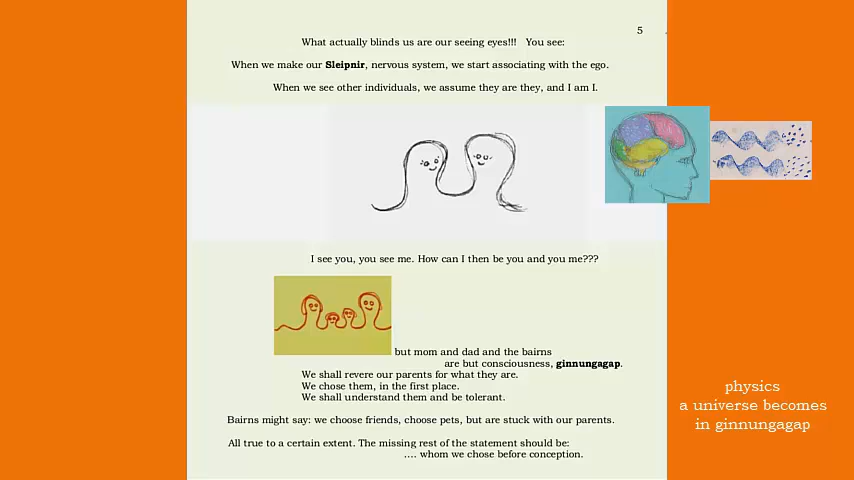 5
What actually blinds us are our seeing eyes!!! You see:
When we make our Sleipnir, nervous system, we start associating with the ego.
When we see other individuals, we assume they are they, and I am I.
I see you, you see me. How can I then be you and you me???
but mom and dad and the bairns
are but consciousness, ginnungagap.
We shall revere our parents for what they are.
We chose them, in the first place.
We shall understand them and be tolerant.
Bairns might say: we choose friends, choose pets, but are stuck with our parents.
All true to a certain extent. The missing rest of the statement should be:
.... whom we chose before conception.
physics
a universe becomes
in ginnungagap